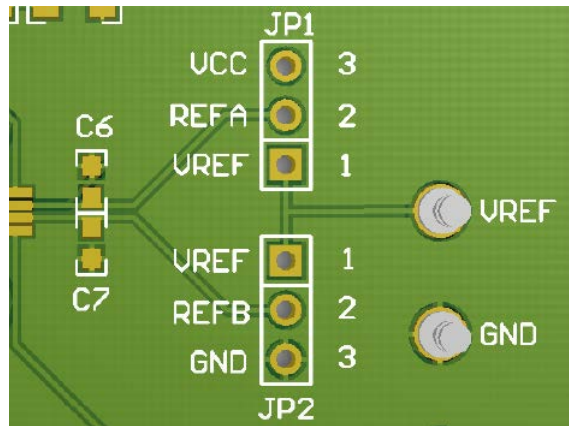 JP1
VCC 3
REFA 2
C6
VREF 1
VREF
VREF 1
C7
REFB 2
GND 3
GND
JP2